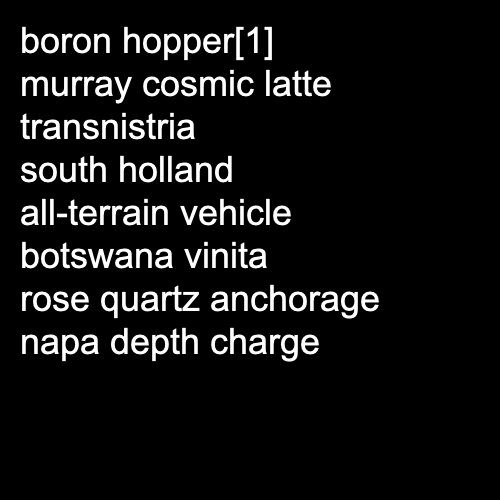 boron hopper[1]
murray cosmic latte
transnistria
south holland
all-terrain vehicle
botswana vinita
rose quartz anchorage
napa depth charge